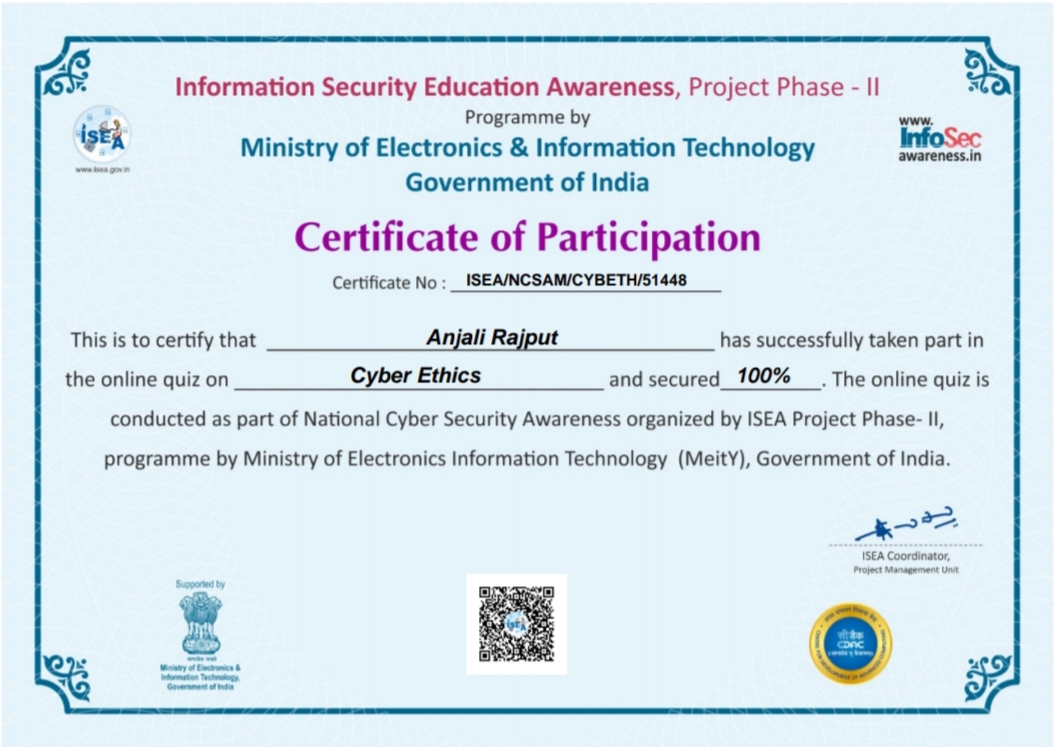 Information Security Education Awareness, Project Phase - II
Programme by
Ministry of Electronics & Information Technology
Government of India
ISEA
www.isea.gov.in
www.
InfoSec
awareness.in
Certificate of Participation
Certificate No : ISEA/NCSAM/CYBETH/51448
This is to certify that Anjali Rajput has successfully taken part in
the online quiz on Cyber Ethics and secured 100% . The online quiz is
conducted as part of National Cyber Security Awareness organized by ISEA Project Phase- II,
programme by Ministry of Electronics Information Technology (MeitY), Government of India.
ISEA Coordinator,
Project Management Unit
Supported by
सत्यमेव जयते
Ministry of Electronics &
Information Technology,
Government of India
ISEA
सीडैक
CDAC